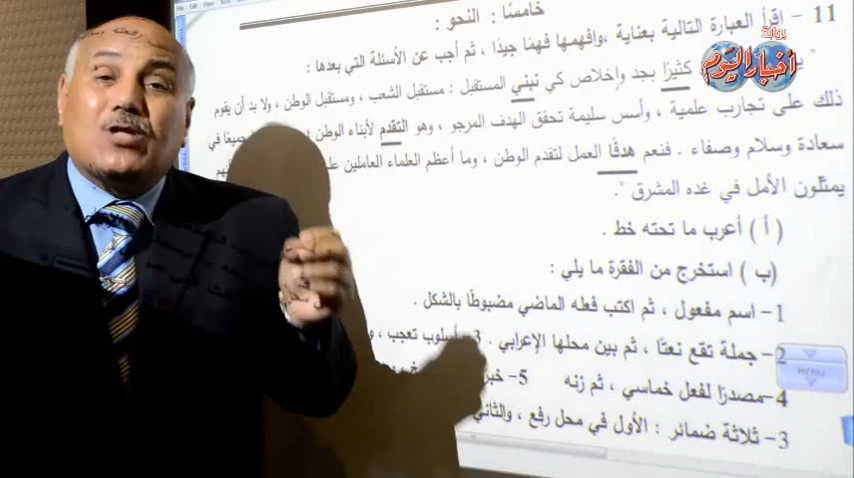 خامسًا : النحو :
11 - اقرأ العبارة التالية بعناية ، وافهمها فهمًا جيدًا ، ثم أجب عن الأسئلة التي بعدها :
كثيرًا بجد وإخلاص كي نبني المستقبل : مستقبل الشعب ، ومستقبل الوطن ، ولا بد أن يقوم
ذلك على تجارب علمية ، وأسس سليمة تحقق الهدف المرجو ، وهو التقدم لأبناء الوطن جميعًا في
سعادة وسلام وصفاء . فنعم هدفًا العمل لتقدم الوطن ، وما أعظم العلماء العاملين
يمثلون الأمل في غده المشرق ".
( أ ) أعرب ما تحته خط .
( ب ) استخرج من الفقرة ما يلي :
1- اسم مفعول ، ثم اكتب فعله الماضي مضبوطًا بالشكل .
2- جملة تقع نعتًا ، ثم بين محلها الإعرابي . 3- أسلوب تعجب ، و
4- مصدرًا لفعل خماسي ، ثم زنه 5- خبر
3- ثلاثة ضمائر : الأول في محل رفع ، والثاني
بوابة
أخبار اليوم
MENU